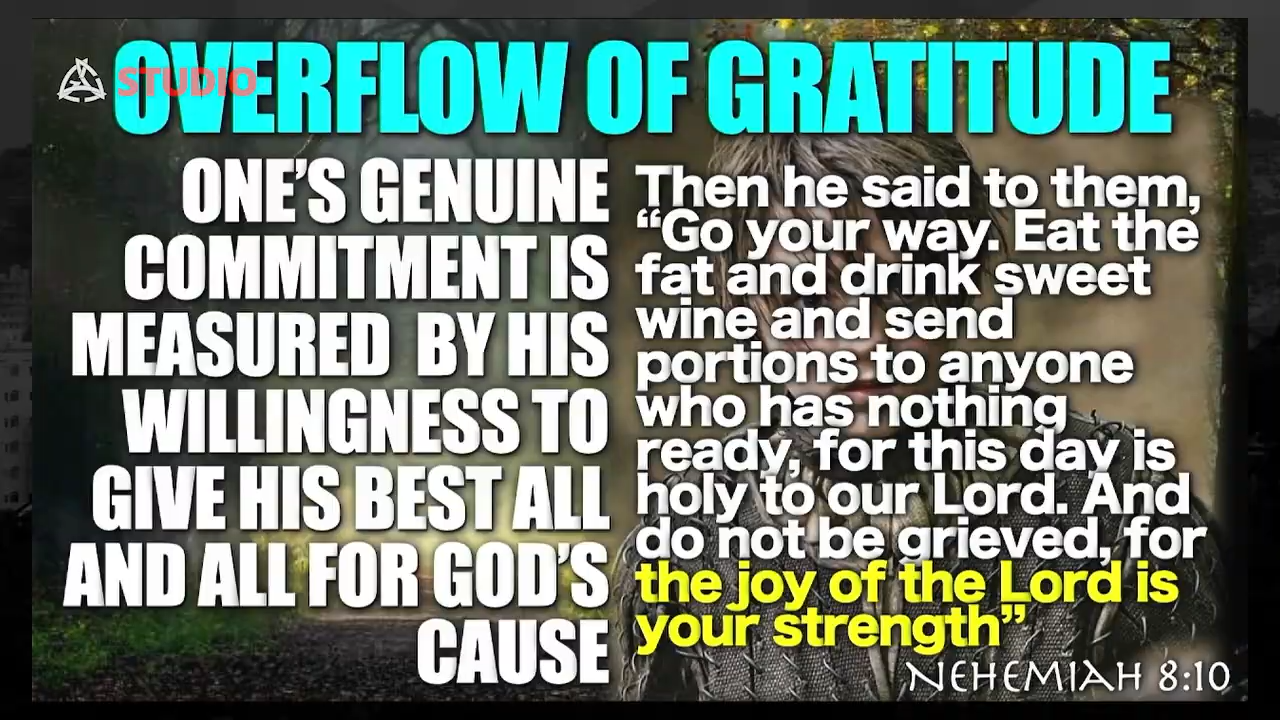 OVERFLOW OF GRATITUDE
STUDIO
ONE'S GENUINE
COMMITMENT IS
MEASURED BY HIS
WILLINGNESS TO
GIVE HIS BEST ALL
AND ALL FOR GOD'S
CAUSE
Then he said to them,
“Go your way. Eat the
fat and drink sweet
wine and send
portions to anyone
who has nothing
ready, for this day is
holy to our Lord. And
do not be grieved, for
the joy of the Lord is
your strength”
NEHEMIAH 8:10